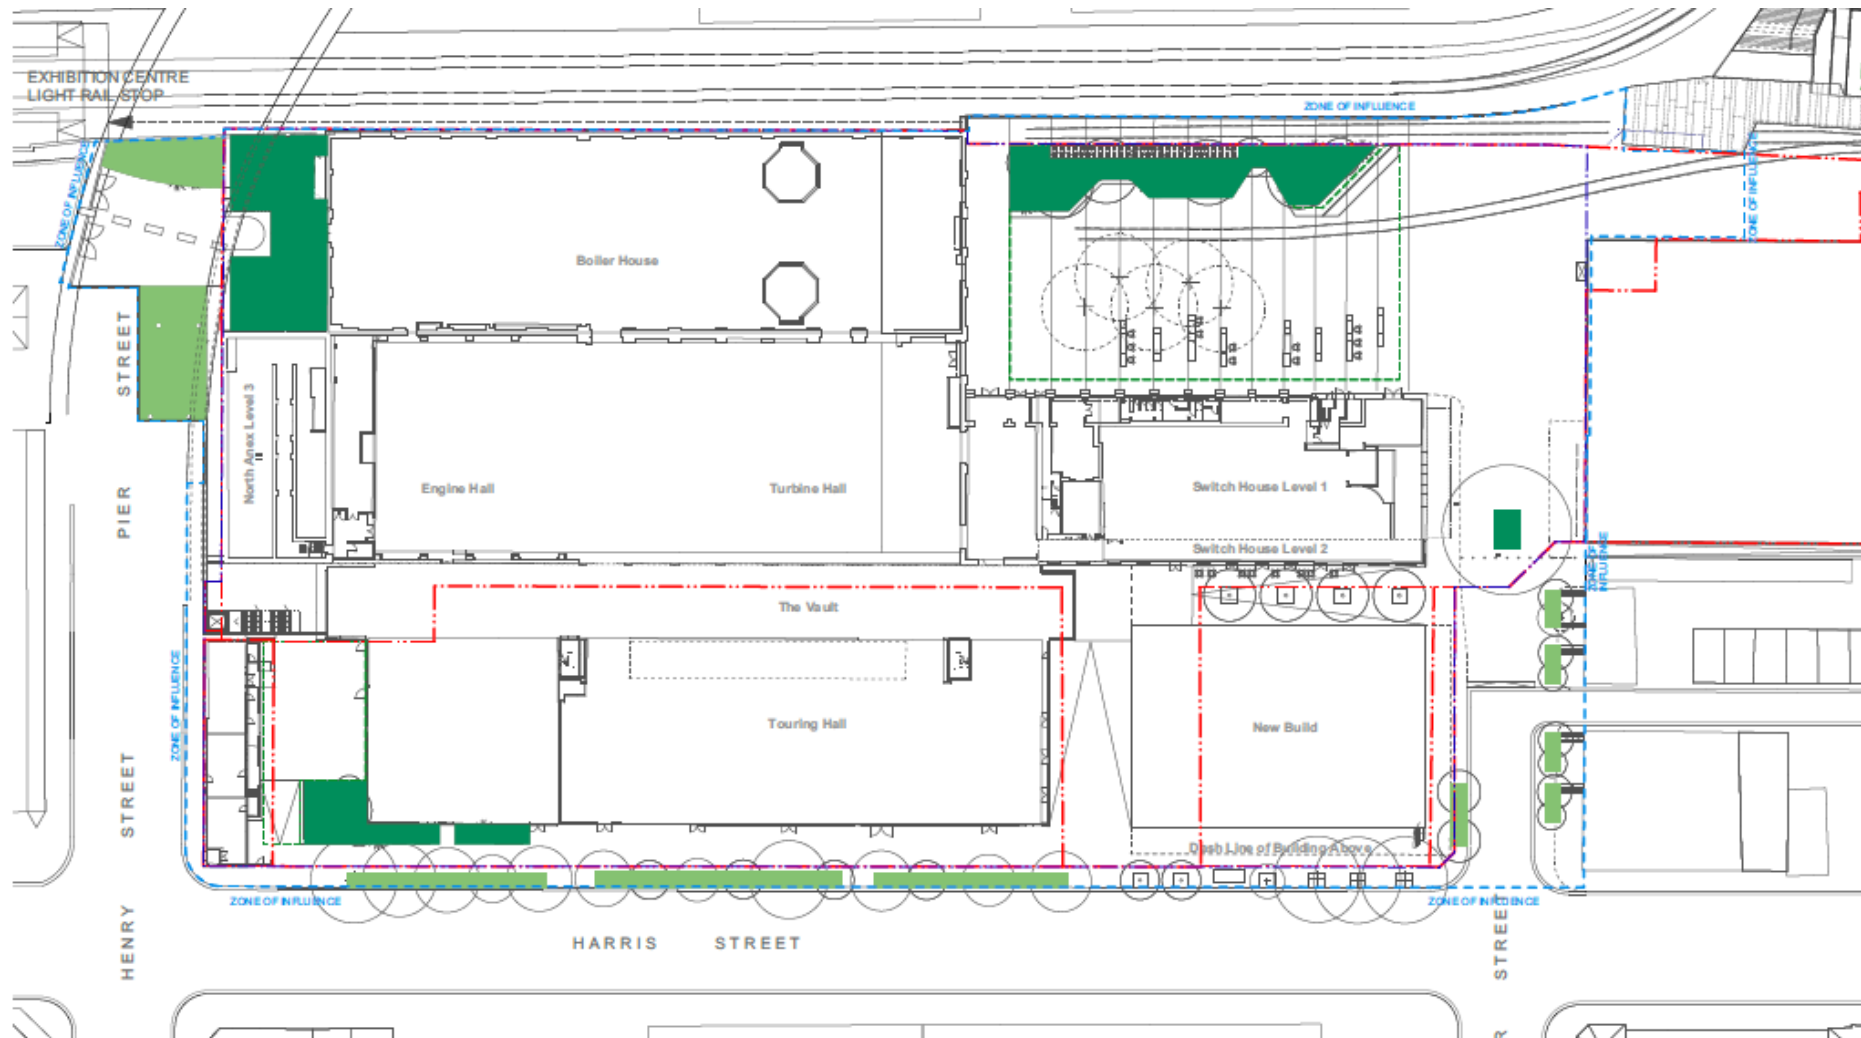 EXHIBITION CENTRE
LIGHT RAIL STOP
ZONE OF INFLUENCE
ZONE OF INFLUENCE
ZONE OF INFLUENCE
Boiler House
PIER STREET
North Anex Level 3
Engine Hall
Turbine Hall
Switch House Level 1
Switch House Level 2
ZONE OF INFLUENCE
The Vault
ZONE OF INFLUENCE
Touring Hall
New Build
HENRY STREET
Dash Line of Building Above
ZONE OF INFLUENCE
ZONE OF INFLUENCE
HARRIS STREET
STREET